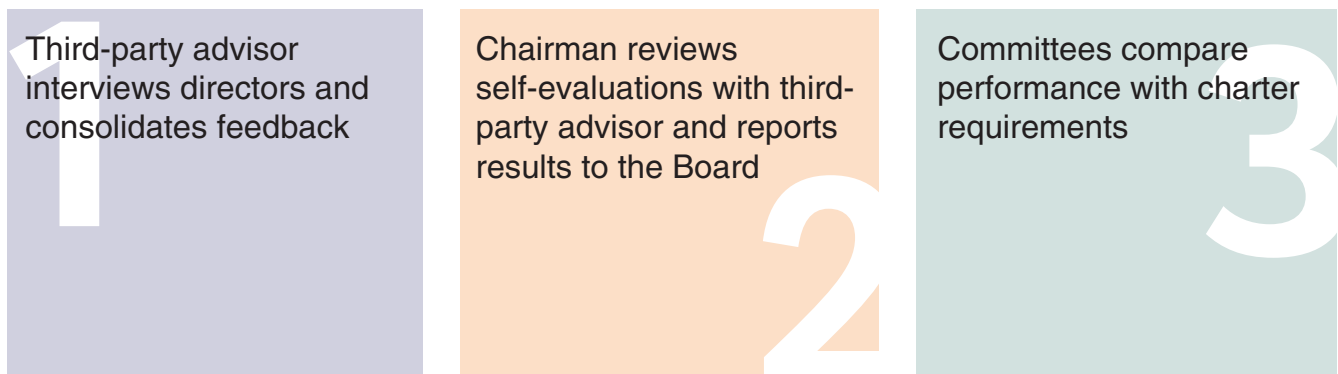 1
Third-party advisor
interviews directors and
consolidates feedback
2
Chairman reviews
self-evaluations with third-
party advisor and reports
results to the Board
3
Committees compare
performance with charter
requirements